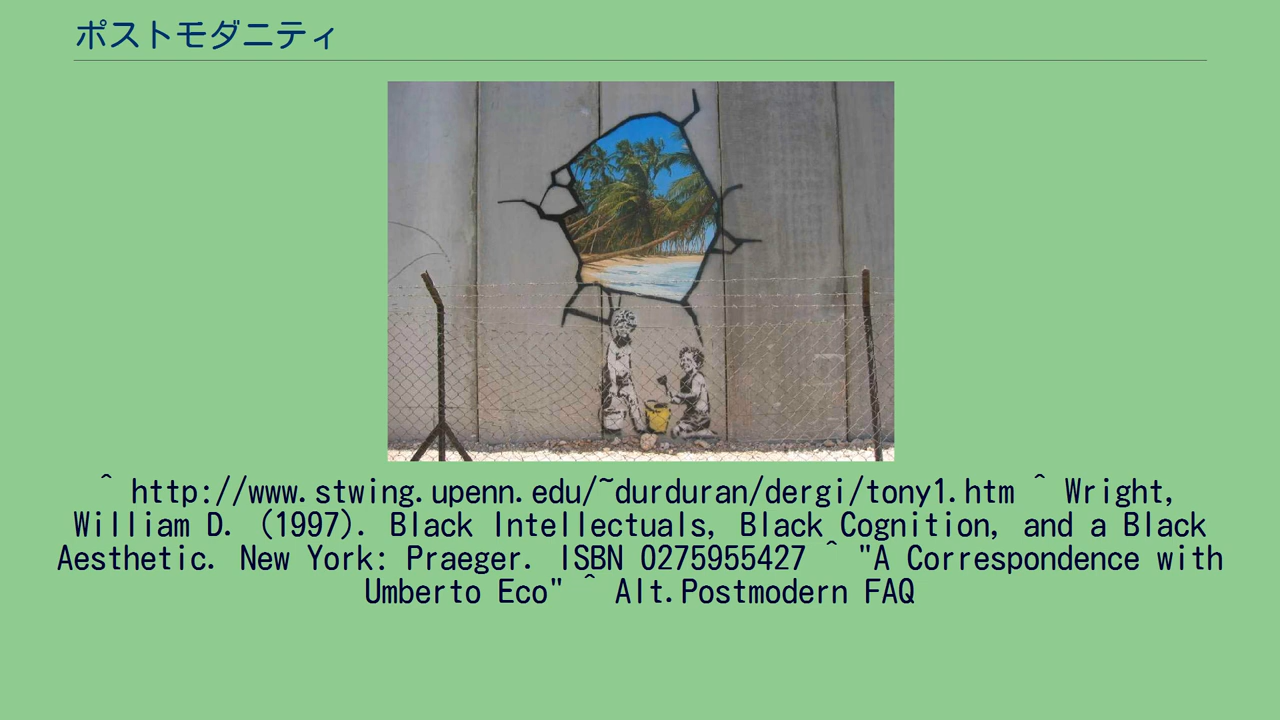 ポストモダニティ
^ http://www.stwing.upenn.edu/~durduran/dergi/tony1.htm ^ Wright,
William D. (1997). Black Intellectuals, Black Cognition, and a Black
Aesthetic. New York: Praeger. ISBN 0275955427 ^ "A Correspondence with
Umberto Eco" ^ Alt.Postmodern FAQ